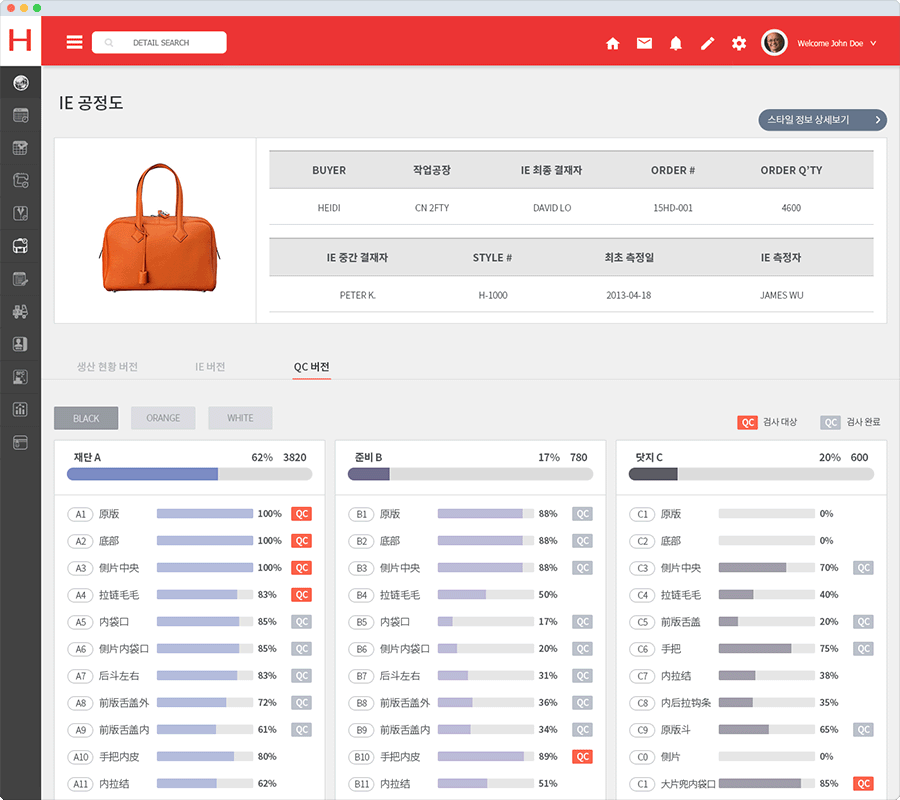 H
DETAIL SEARCH
Welcome John Doe
IE 공정도
스타일 정보 상세보기
BUYER 작업공장 IE 최종 결재자 ORDER # ORDER Q'TY
HEIDI CN 2FTY DAVID LO 15HD-001 4600
IE 중간 결재자 STYLE # 최초 측정일 IE 측정자
PETER K. H-1000 2013-04-18 JAMES WU
생산 현황 버전 IE 버전 QC 버전
BLACK ORANGE WHITE QC 검사 대상 QC 검사 완료
재단 A 62% 3820
A1 原版 100% QC
A2 底部 100% QC
A3 侧片中央 100% QC
A4 拉链毛毛 83% QC
A5 内袋口 85% QC
A6 侧片内袋口 85% QC
A7 后斗左右 83% QC
A8 前版舌盖外 72% QC
A9 前版舌盖内 61% QC
A10 手把内皮 80%
A11 内拉结 62%
준비 B 17% 780
B1 原版 88% QC
B2 底部 88% QC
B3 侧片中央 88% QC
B4 拉链毛毛 50%
B5 内袋口 17% QC
B6 侧片内袋口 20% QC
B7 后斗左右 31% QC
B8 前版舌盖外 36% QC
B9 前版舌盖内 34% QC
B10 手把内皮 89% QC
B11 内拉结 51%
닷지 C 20% 600
C1 原版 0%
C2 底部 0%
C3 侧片中央 70% QC
C4 拉链毛毛 40%
C5 前版舌盖 20% QC
C6 手把 75% QC
C7 内拉结 38%
C8 内后拉钩条 35%
C9 原版斗 65% QC
C0 侧片 0%
C1 大片兜内袋口 85% QC